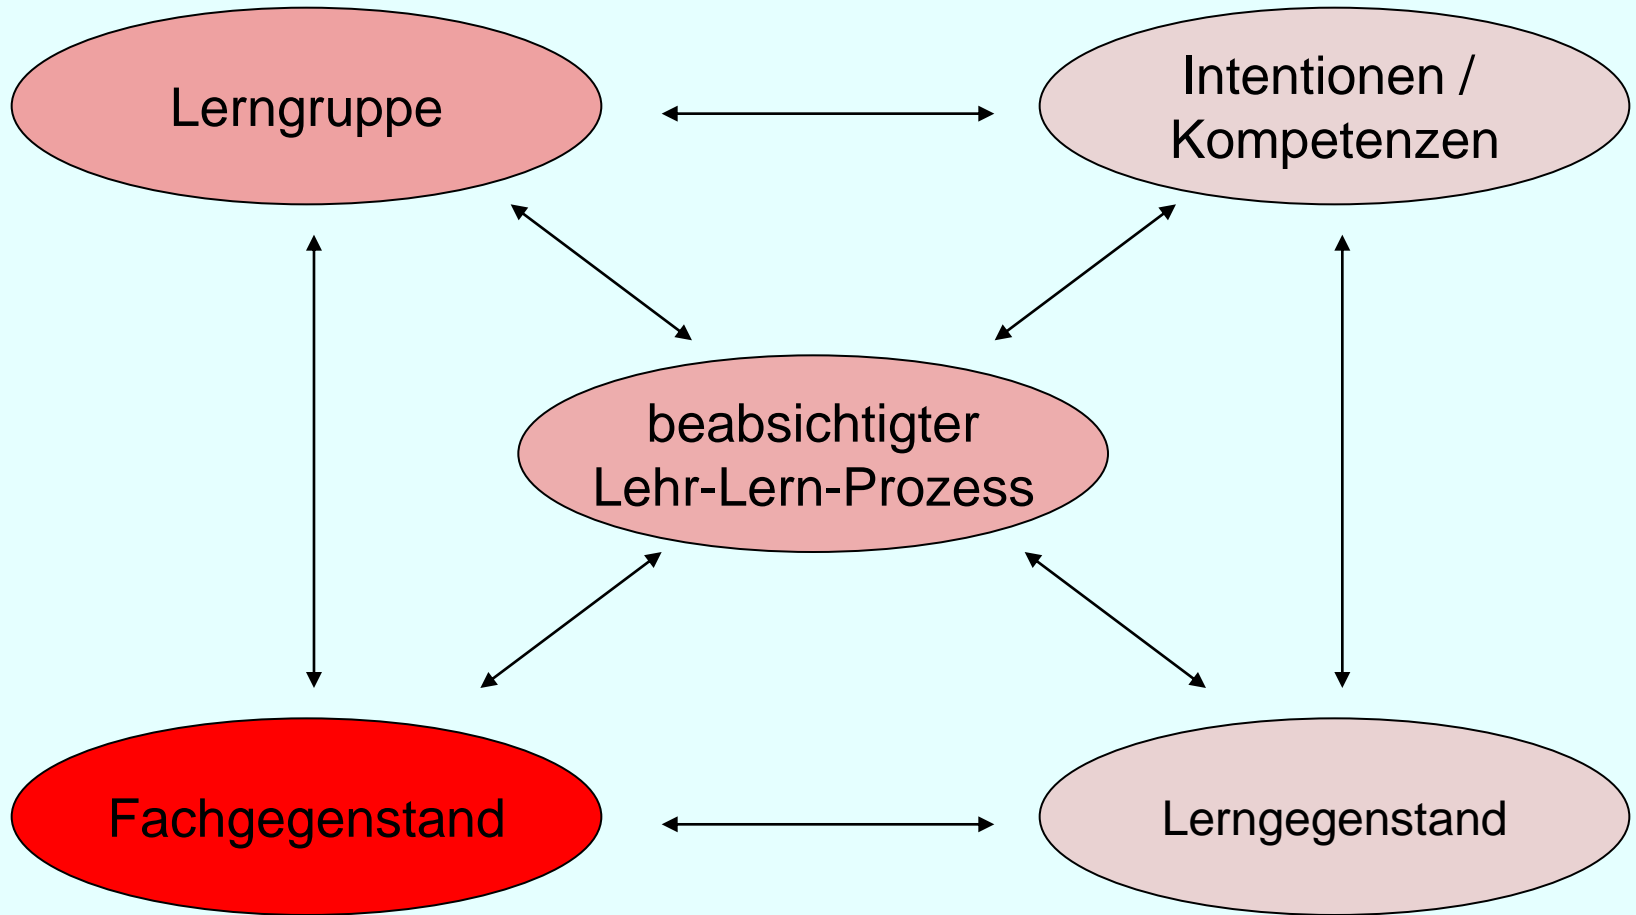 Lerngruppe
Intentionen /
Kompetenzen
beabsichtigter
Lehr-Lern-Prozess
Fachgegenstand
Lerngegenstand